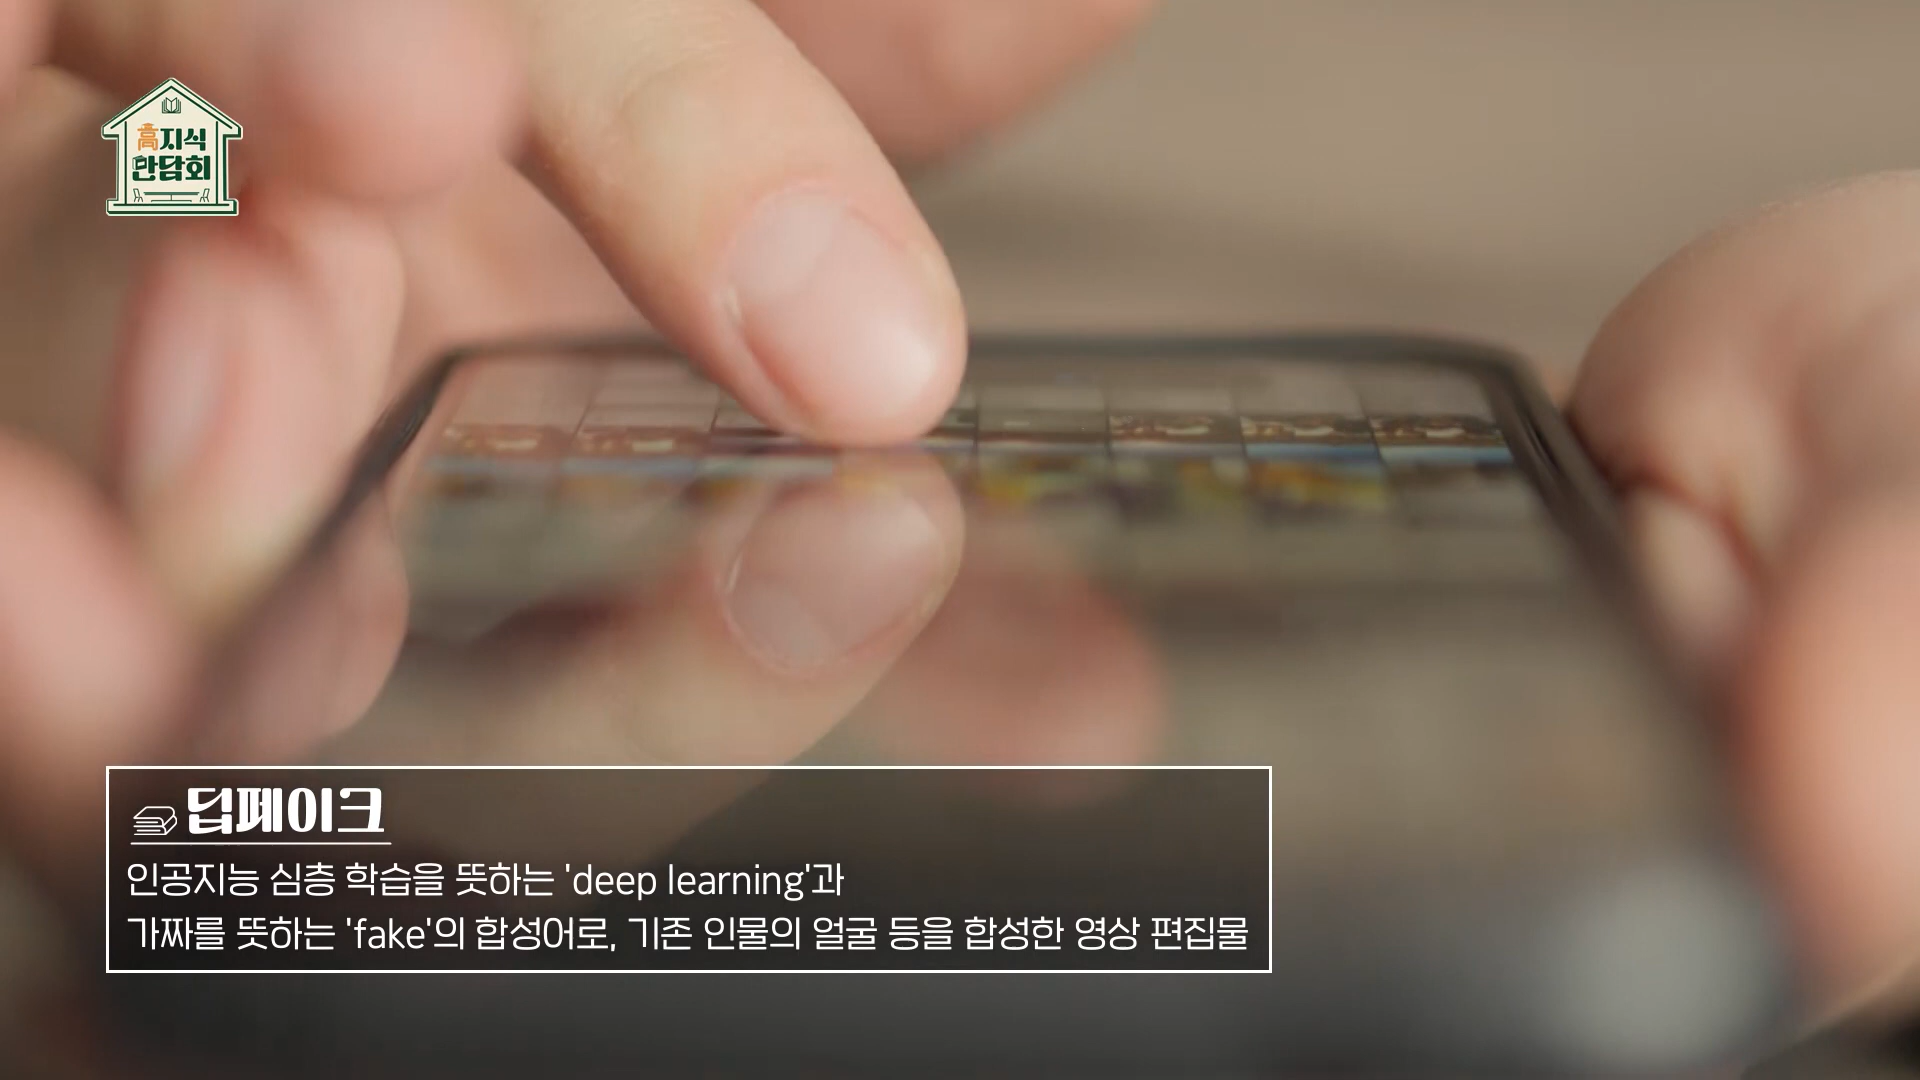 高지식
만담회
딥페이크
인공지능 심층 학습을 뜻하는 'deep learning'과
가짜를 뜻하는 'fake'의 합성어로, 기존 인물의 얼굴 등을 합성한 영상 편집물